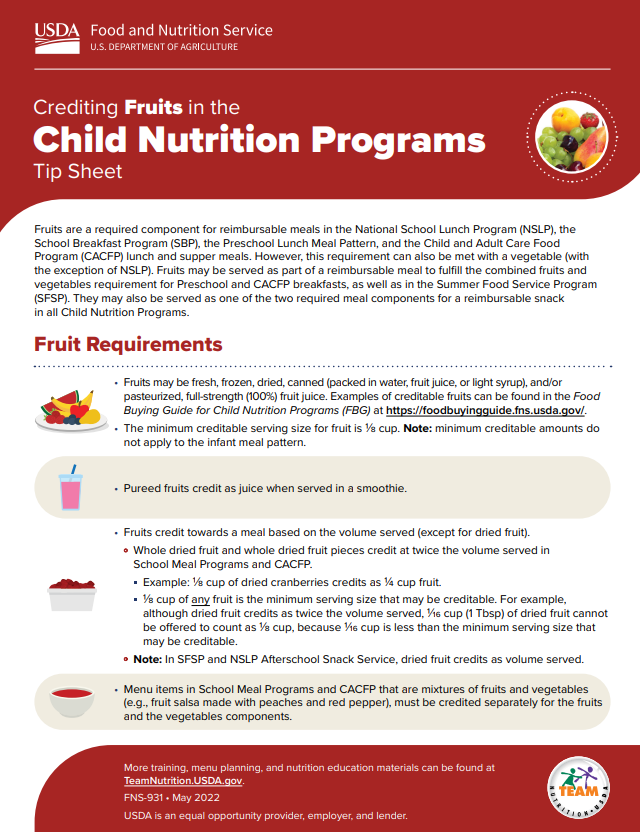 USDA Food and Nutrition Service
U.S. DEPARTMENT OF AGRICULTURE
Crediting Fruits in the
Child Nutrition Programs
Tip Sheet
Fruits are a required component for reimbursable meals in the National School Lunch Program (NSLP), the
School Breakfast Program (SBP), the Preschool Lunch Meal Pattern, and the Child and Adult Care Food
Program (CACFP) lunch and supper meals. However, this requirement can also be met with a vegetable (with
the exception of NSLP). Fruits may be served as part of a reimbursable meal to fulfill the combined fruits and
vegetables requirement for Preschool and CACFP breakfasts, as well as in the Summer Food Service Program
(SFSP). They may also be served as one of the two required meal components for a reimbursable snack
in all Child Nutrition Programs.
Fruit Requirements
• Fruits may be fresh, frozen, dried, canned (packed in water, fruit juice, or light syrup), and/or
pasteurized, full-strength (100%) fruit juice. Examples of creditable fruits can be found in the Food
Buying Guide for Child Nutrition Programs (FBG) at https://foodbuyingguide.fns.usda.gov/.
• The minimum creditable serving size for fruit is ⅛ cup. Note: minimum creditable amounts do
not apply to the infant meal pattern.
• Pureed fruits credit as juice when served in a smoothie.
• Fruits credit towards a meal based on the volume served (except for dried fruit).
Whole dried fruit and whole dried fruit pieces credit at twice the volume served in
School Meal Programs and CACFP.
▪ Example: ⅛ cup of dried cranberries credits as ¼ cup fruit.
▪ ⅛ cup of any fruit is the minimum serving size that may be creditable. For example,
although dried fruit credits as twice the volume served, 1⁄16 cup (1 Tbsp) of dried fruit cannot
be offered to count as ⅛ cup, because 1⁄16 cup is less than the minimum serving size that
may be creditable.
Note: In SFSP and NSLP Afterschool Snack Service, dried fruit credits as volume served.
• Menu items in School Meal Programs and CACFP that are mixtures of fruits and vegetables
(e.g., fruit salsa made with peaches and red pepper), must be credited separately for the fruits
and the vegetables components.
More training, menu planning, and nutrition education materials can be found at
TeamNutrition.USDA.gov.
FNS-931 • May 2022
USDA is an equal opportunity provider, employer, and lender.
TEAM
NUTRITION • USDA